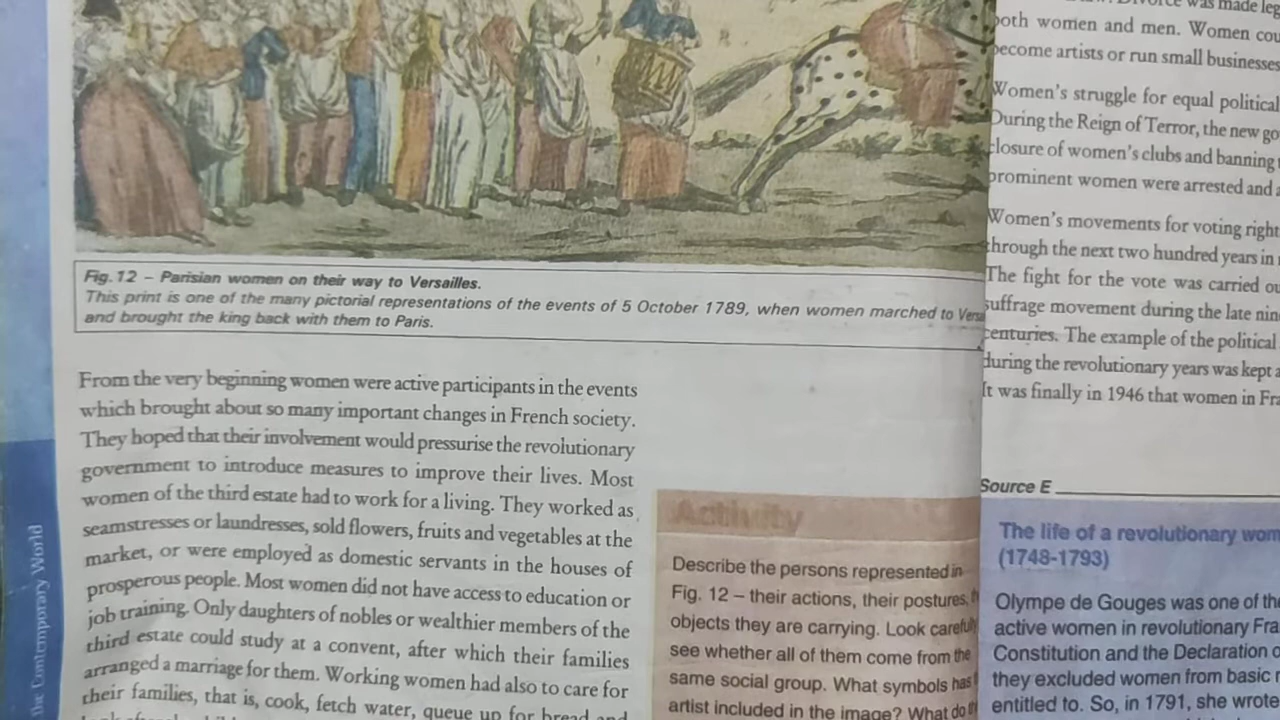 Fig. 12 – Parisian women on their way to Versailles.
This print is one of the many pictorial representations of the events of 5 October 1789, when women marched to
and brought the king back with them to Paris.
From the very beginning women were active participants in the events
which brought about so many important changes in French society.
They hoped that their involvement would pressurise the revolutionary
government to introduce measures to improve their lives. Most
women of the third estate had to work for a living. They worked as
seamstresses or laundresses, sold flowers, fruits and vegetables at the
market, or were employed as domestic servants in the houses of
prosperous people. Most women did not have access to education or
job training. Only daughters of nobles or wealthier members of the
third estate could study at a convent, after which their families
arranged a marriage for them. Working women had also to care for
their families, that is, cook, fetch water, queue up for bread and
Activity
Describe the persons represented in
Fig. 12 – their actions, their postures,
objects they are carrying. Look carefully
see whether all of them come from the
same social group. What symbols has
artist included in the image? What do
was made
both women and men. Women
become artists or run small businesses
Women's struggle for equal political
During the Reign of Terror, the new
closure of women's clubs and banning
prominent women were arrested and
Women's movements for voting
through the next two hundred years in
The fight for the vote was carried
suffrage movement during the late
centuries. The example of the political
during the revolutionary years was kept
It was finally in 1946 that women in
Source E
The life of a revolutionary
(1748-1793)
Olympe de Gouges was one of
active women in revolutionary
Constitution and the Declaration
they excluded women from basic
entitled to. So, in 1791, she wrote
the Contemporary World